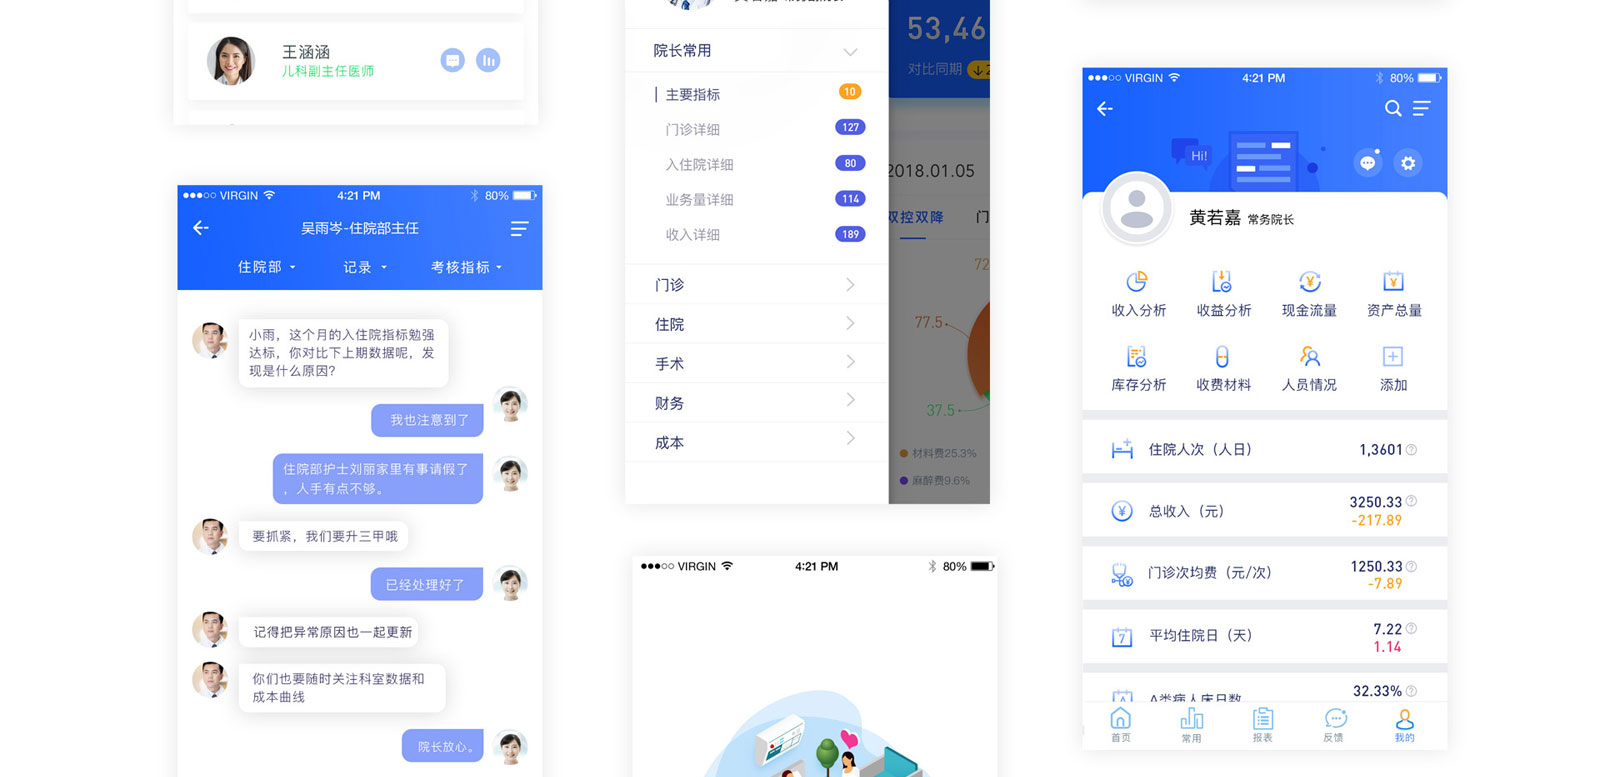 王涵涵
儿科副主任医师
●●●○○ VIRGIN 4:21 PM 80%
吴雨岑-住院部主任
住院部 记录 考核指标
小雨，这个月的入住院指标勉强
达标，你对比下上期数据呢，发
现是什么原因？
我也注意到了
住院部护士刘丽家里有事请假了
，人手有点不够。
要抓紧，我们要升三甲哦
已经处理好了
记得把异常原因也一起更新
你们也要随时关注科室数据和
成本曲线
院长放心。
院长常用
主要指标 10
门诊详细 127
入住院详细 80
业务量详细 114
收入详细 189
门诊
住院
手术
财务
成本
53,46
对比同期
2018.01.05
双控双降 门
72
77.5
37.5
材料费25.3%
麻醉费9.6%
●●●○○ VIRGIN 4:21 PM 80%
●●●○○ VIRGIN 4:21 PM 80%
Hi!
黄若嘉 常务院长
收入分析 收益分析 现金流量 资产总量
库存分析 收费材料 人员情况 添加
住院人次（人日） 1,3601
总收入（元） 3250.33
-217.89
门诊次均费（元/次） 1250.33
-7.89
平均住院日（天） 7.22
1.14
A类病人床日数 32.33%
首页 常用 报表 反馈 我的